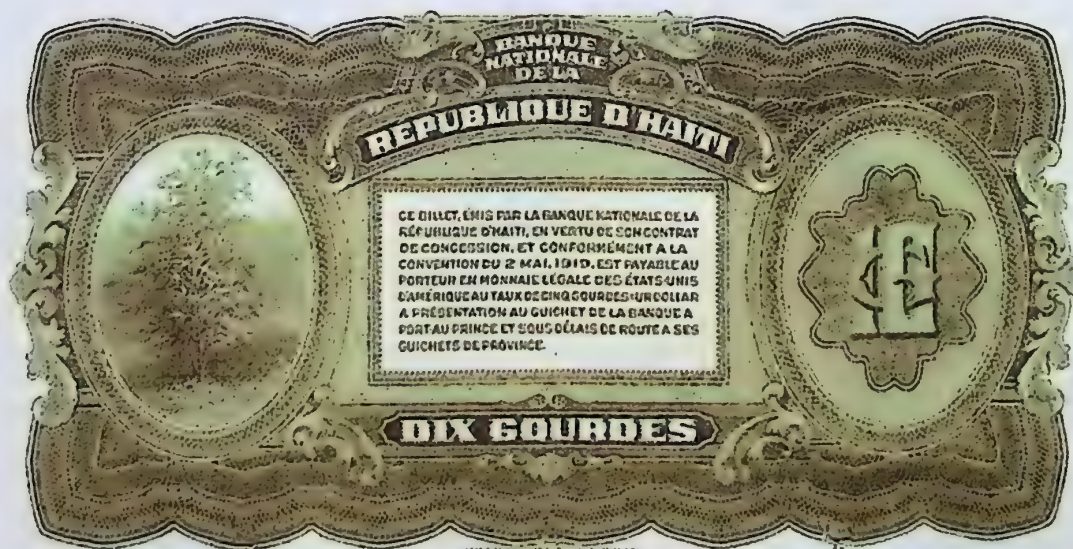 BANQUE
NATIONALE
DE LA
RÉPUBLIQUE D'HAITI
CE BILLET, ÉMIS PAR LA BANQUE NATIONALE DE LA
RÉPUBLIQUE D'HAITI, EN VERTU DE SON CONTRAT
DE CONCESSION, ET CONFORMÉMENT A LA
CONVENTION DU 2 MAI, 1919, EST PAYABLE AU
PORTEUR EN MONNAIE LÉGALE DES ÉTATS-UNIS
D'AMÉRIQUE AU TAUX DE CINQ GOURDES UN DOLLAR
A PRÉSENTATION AU GUICHET DE LA BANQUE A
PORT AU PRINCE ET SOUS DÉLAIS DE ROUTE A SES
GUICHETS DE PROVINCE.
DIX GOURDES